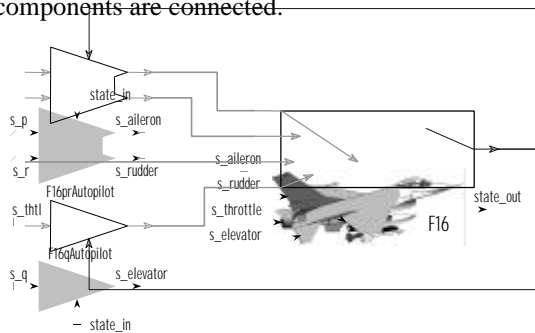 components are connected.
state_in
s_p
s_aileron
s_r
s_rudder
s_aileron
F16prAutopilot
s_rudder
s_thtl
s_throttle
state_out
F16
s_elevator
F16qAutopilot
s_q
s_elevator
state_in